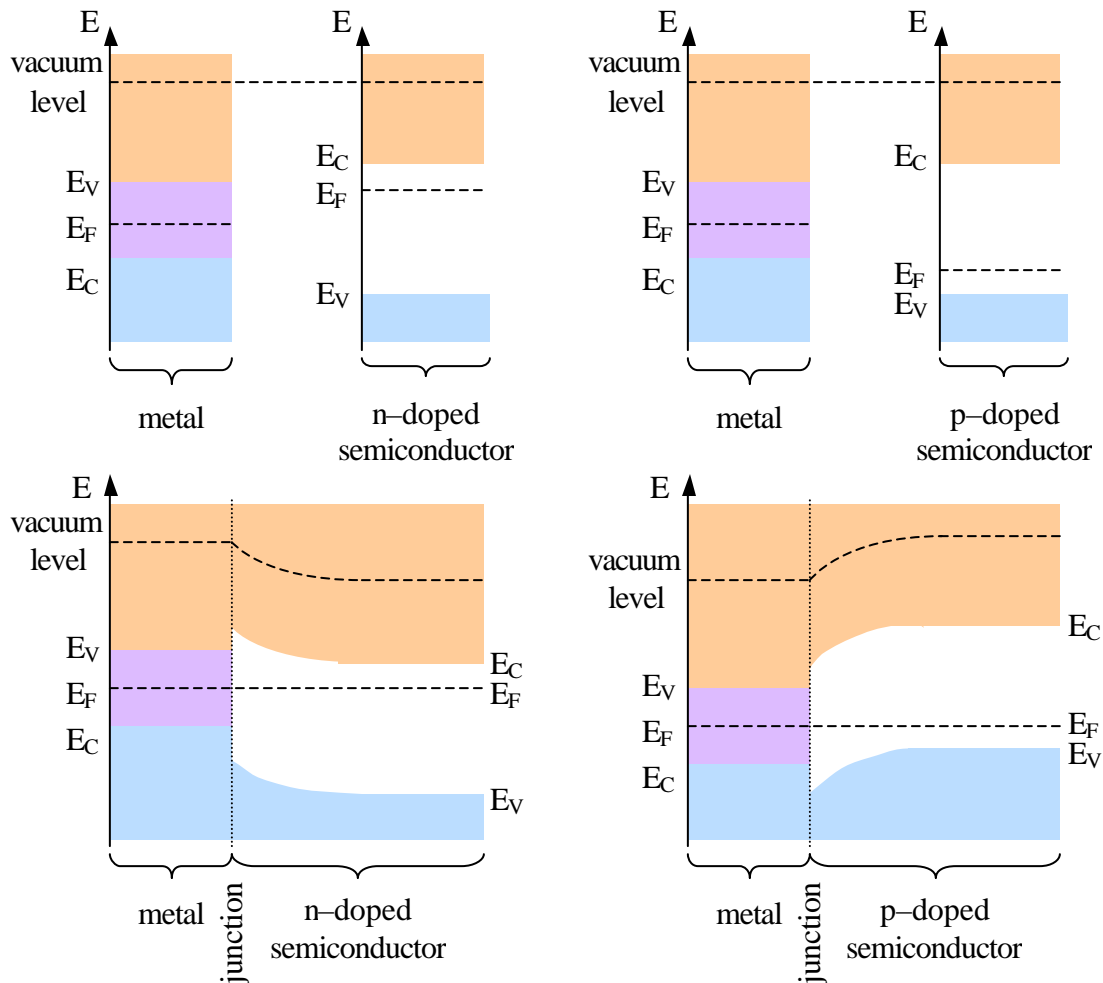 E
vacuum
level
E_V
E_F
E_C
metal
E
E_C
E_F
E_V
n–doped
semiconductor
E
vacuum
level
E_V
E_F
E_C
metal
E
E_C
E_F
E_V
p–doped
semiconductor
E
vacuum
level
E_V
E_F
E_C
E_C
E_F
E_V
metal
junction
n–doped
semiconductor
E
vacuum
level
E_V
E_F
E_C
E_C
E_F
E_V
metal
junction
p–doped
semiconductor